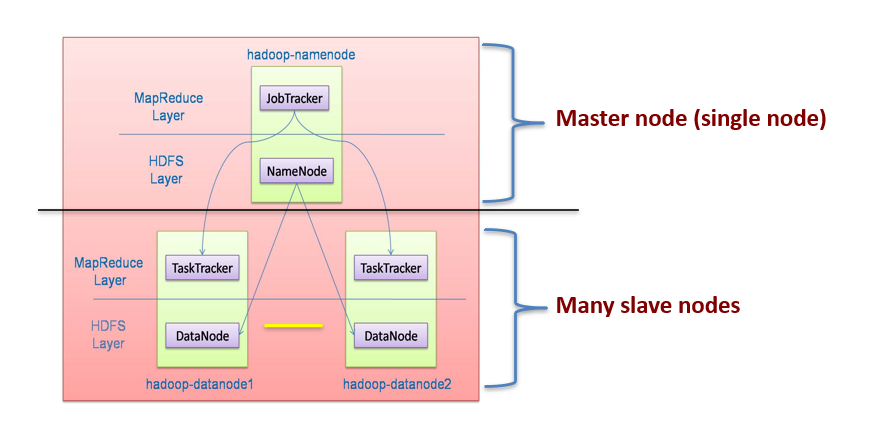 hadoop-namenode
MapReduce
Layer
JobTracker
Master node (single node)
HDFS
Layer
NameNode
MapReduce
Layer
TaskTracker
TaskTracker
Many slave nodes
HDFS
Layer
DataNode
DataNode
hadoop-datanode1
hadoop-datanode2